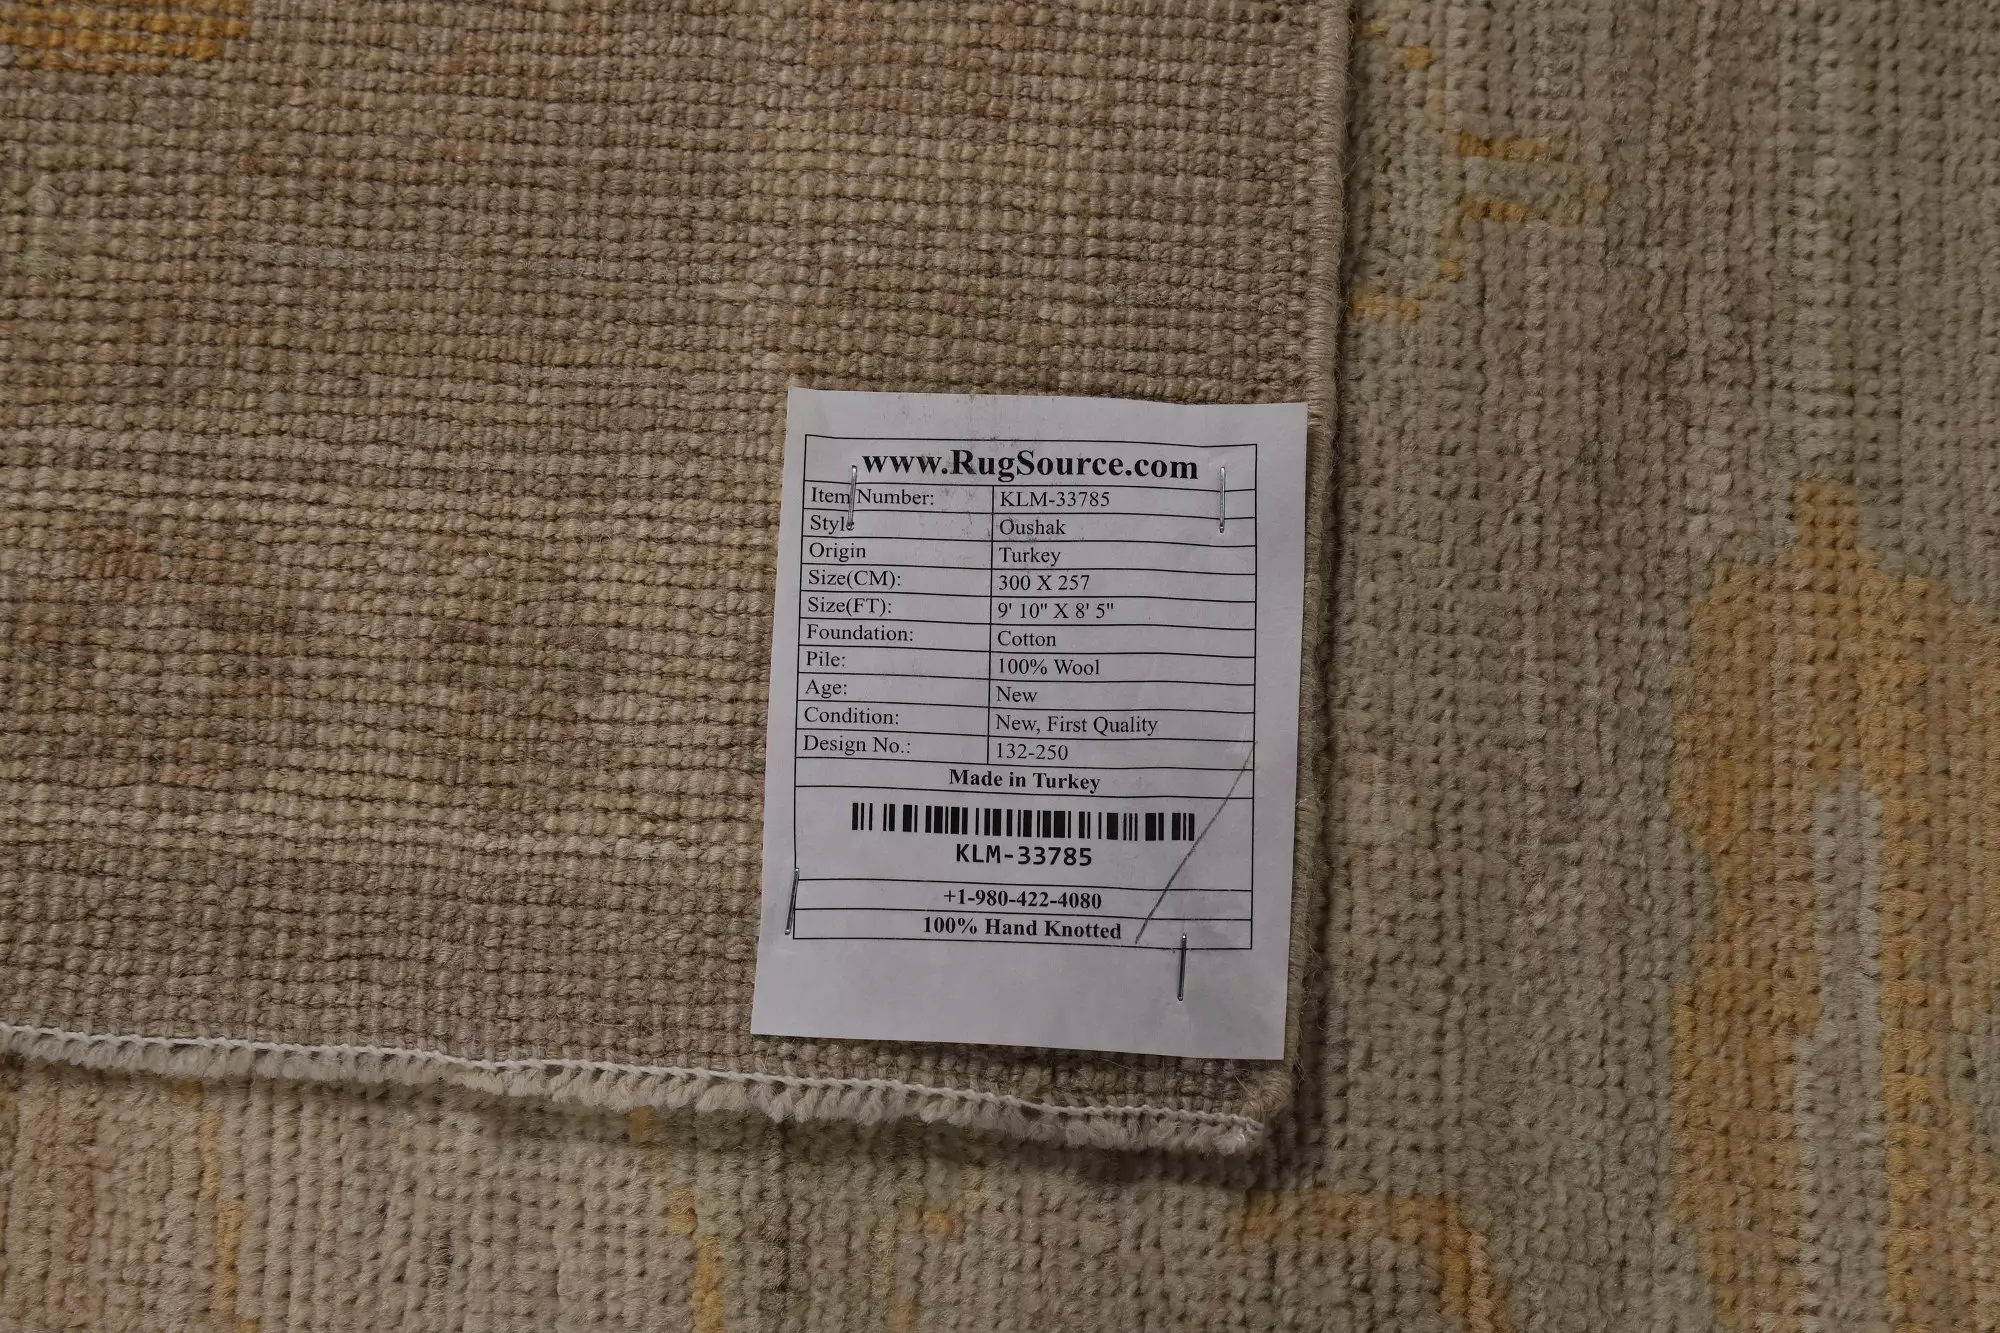 www.RugSource.com
Item Number: KLM-33785
Style Oushak
Origin Turkey
Size(CM): 300 X 257
Size(FT): 9' 10" X 8' 5"
Foundation: Cotton
Pile: 100% Wool
Age: New
Condition: New, First Quality
Design No.: 132-250
Made in Turkey
KLM-33785
+1-980-422-4080
100% Hand Knotted